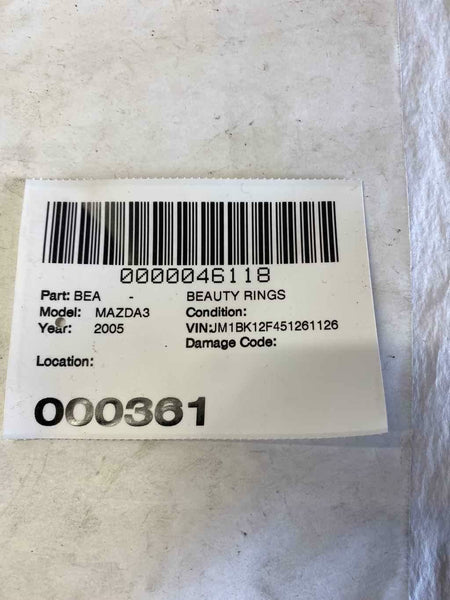 0000046118
Part: BEA - BEAUTY RINGS
Model: MAZDA3 Condition:
Year: 2005 VIN:JM1BK12F451261126
Damage Code:
Location:
000361